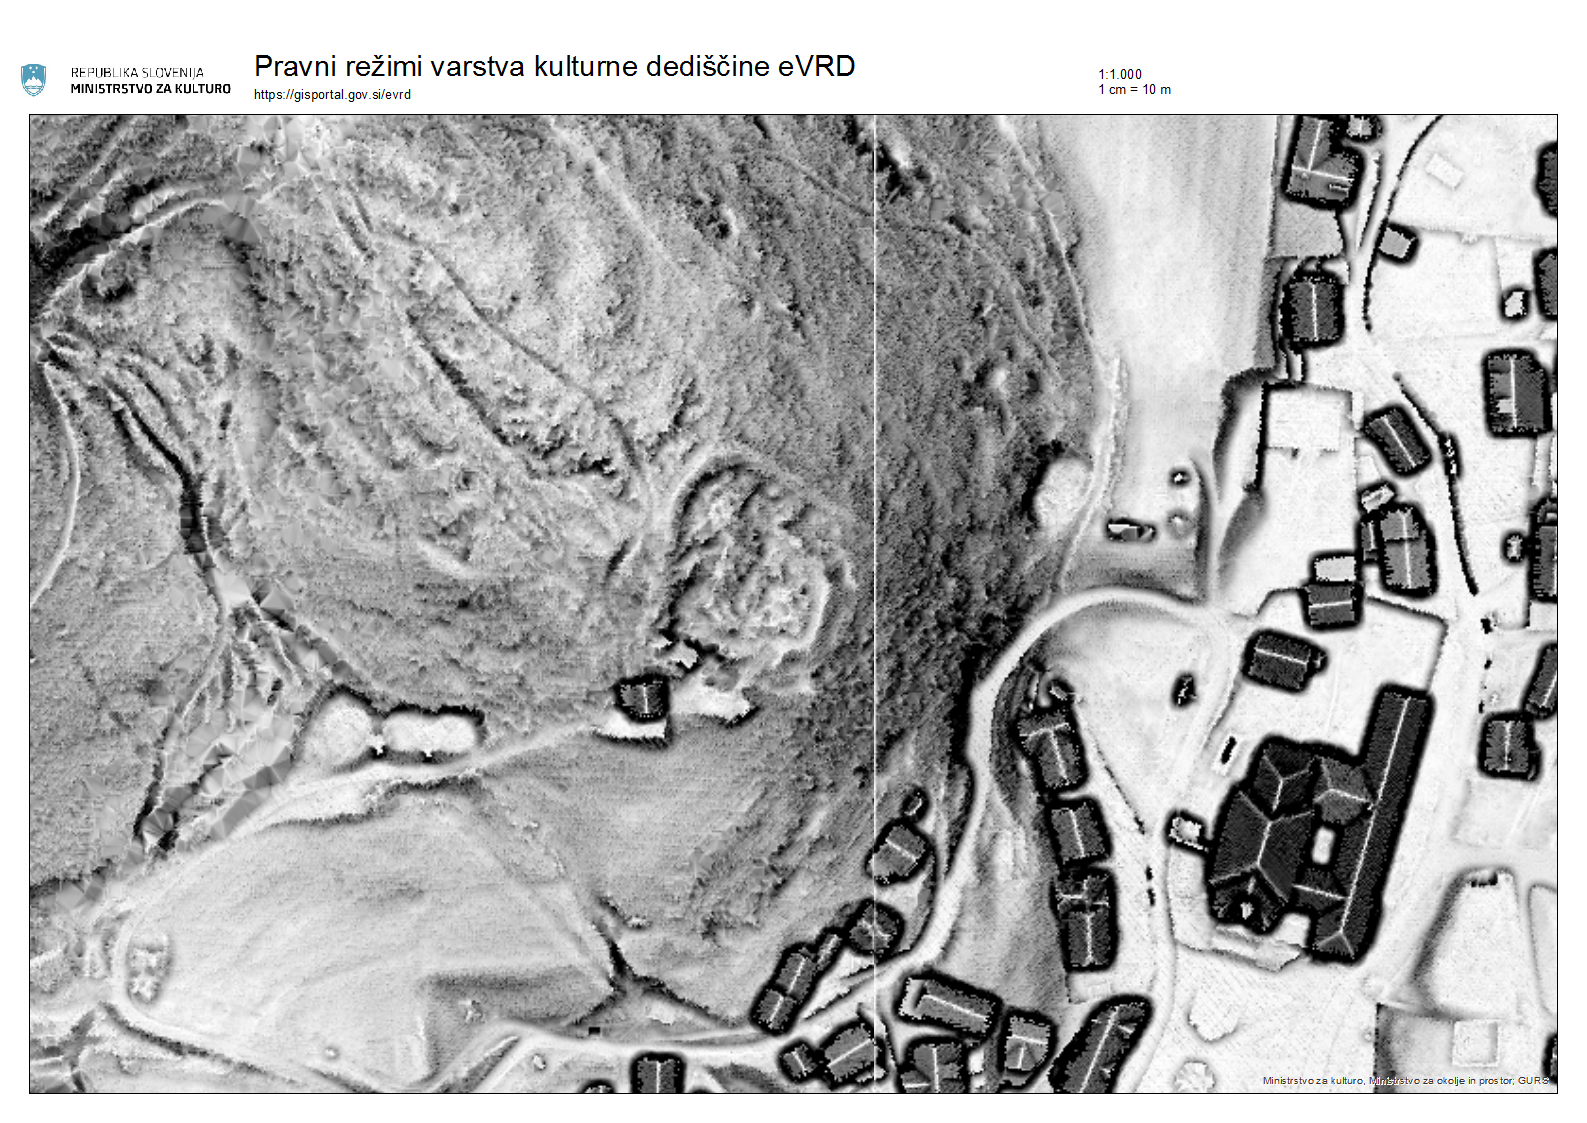 Pravni režimi varstva kulturne dediščine eVRD
REPUBLIKA SLOVENIJA
MINISTRSTVO ZA KULTURO
https://gisportal.gov.si/evrd
1:1.000
1 cm = 10 m
Ministrstvo za kulturo, Ministrstvo za okolje in prostor; GURS